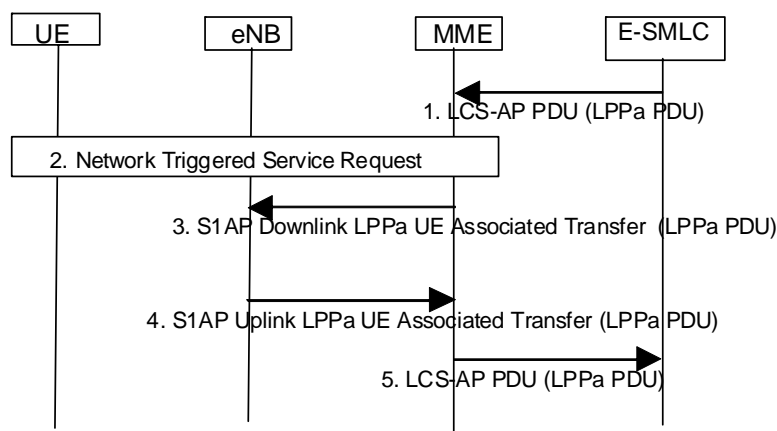 UE
eNB
MME
E-SMLC
1. LCS-AP PDU (LPPa PDU)
2. Network Triggered Service Request
3. S1AP Downlink LPPa UE Associated Transfer (LPPa PDU)
4. S1AP Uplink LPPa UE Associated Transfer (LPPa PDU)
5. LCS-AP PDU (LPPa PDU)